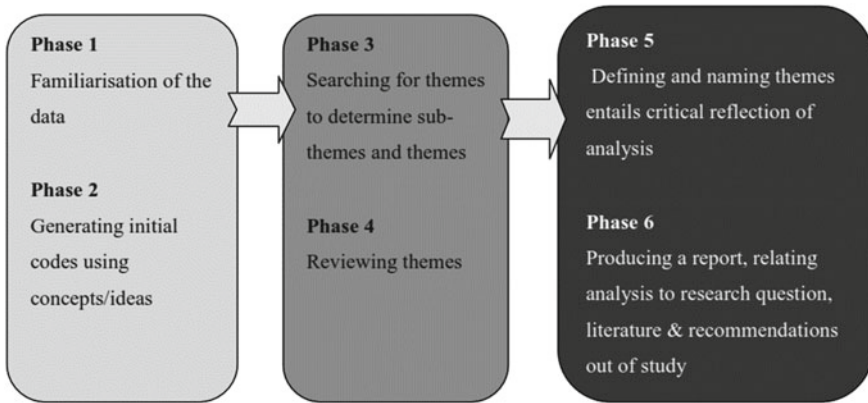 Phase 1
Familiarisation of the
data
Phase 2
Generating initial
codes using
concepts/ideas
Phase 3
Searching for themes
to determine sub-
themes and themes
Phase 4
Reviewing themes
Phase 5
Defining and naming themes
entails critical reflection of
analysis
Phase 6
Producing a report, relating
analysis to research question,
literature & recommendations
out of study